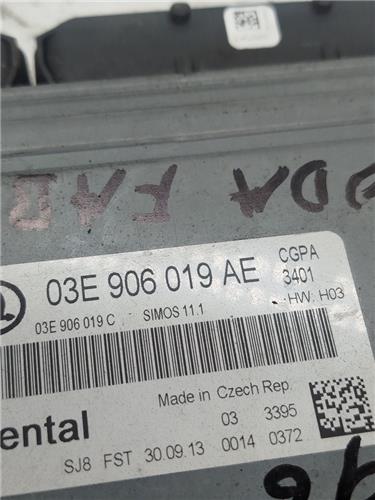 ODA FAB
03E 906 019 AE
CGPA
3401
03E 906 019 C SIMOS 11.1
HW: H03
Made in Czech Rep.
03 3395
ental
SJ8 FST 30.09.13 0014 0372